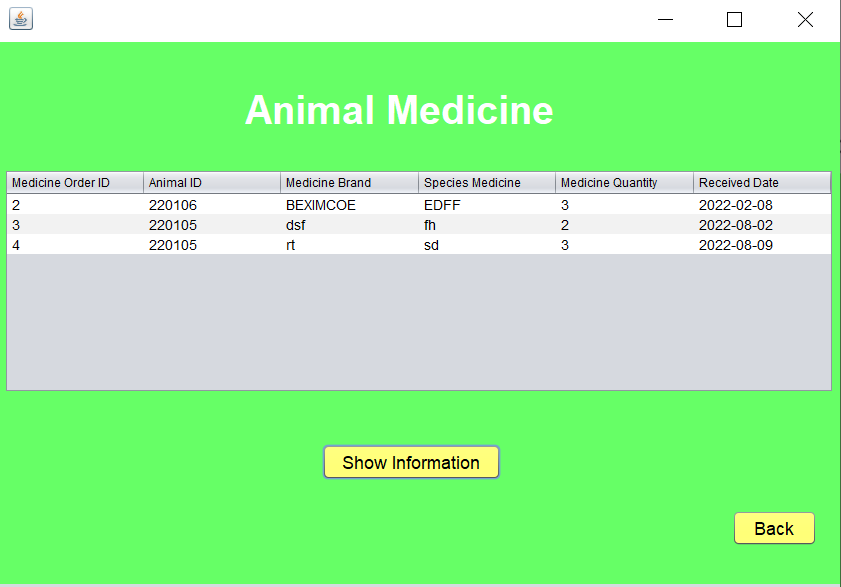 Animal Medicine
Medicine Order ID Animal ID Medicine Brand Species Medicine Medicine Quantity Received Date
2 220106 BEXIMCOE EDFF 3 2022-02-08
3 220105 dsf fh 2 2022-08-02
4 220105 rt sd 3 2022-08-09
Show Information
Back